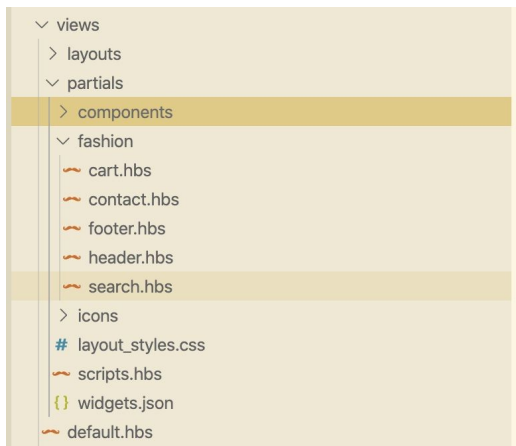 views
layouts
partials
components
fashion
cart.hbs
contact.hbs
footer.hbs
header.hbs
search.hbs
icons
# layout_styles.css
scripts.hbs
{} widgets.json
default.hbs